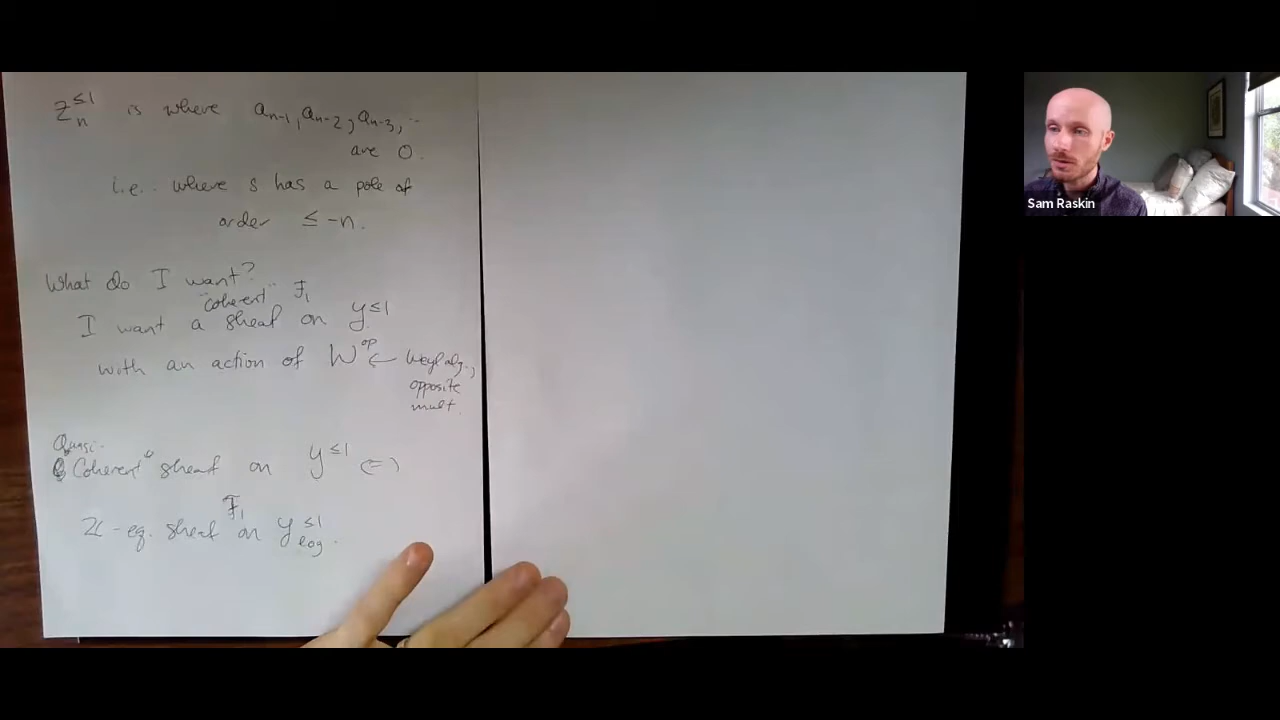 Z_n^{≤1} is where a_{n-1}, a_{n-2}, a_{n-3}, ...
are 0.
i.e. where s has a pole of
order ≤ -n.
What do I want?
"coherent" F_1
I want a sheaf on y^{≤1}
with an action of W^{op} ← Weyl alg.,
opposite
mult.
Quasi-
Coherent" sheaf on y^{≤1} (=)
F_1
ℤ-eq. sheaf on y_{log}^{≤1}.
Sam Raskin